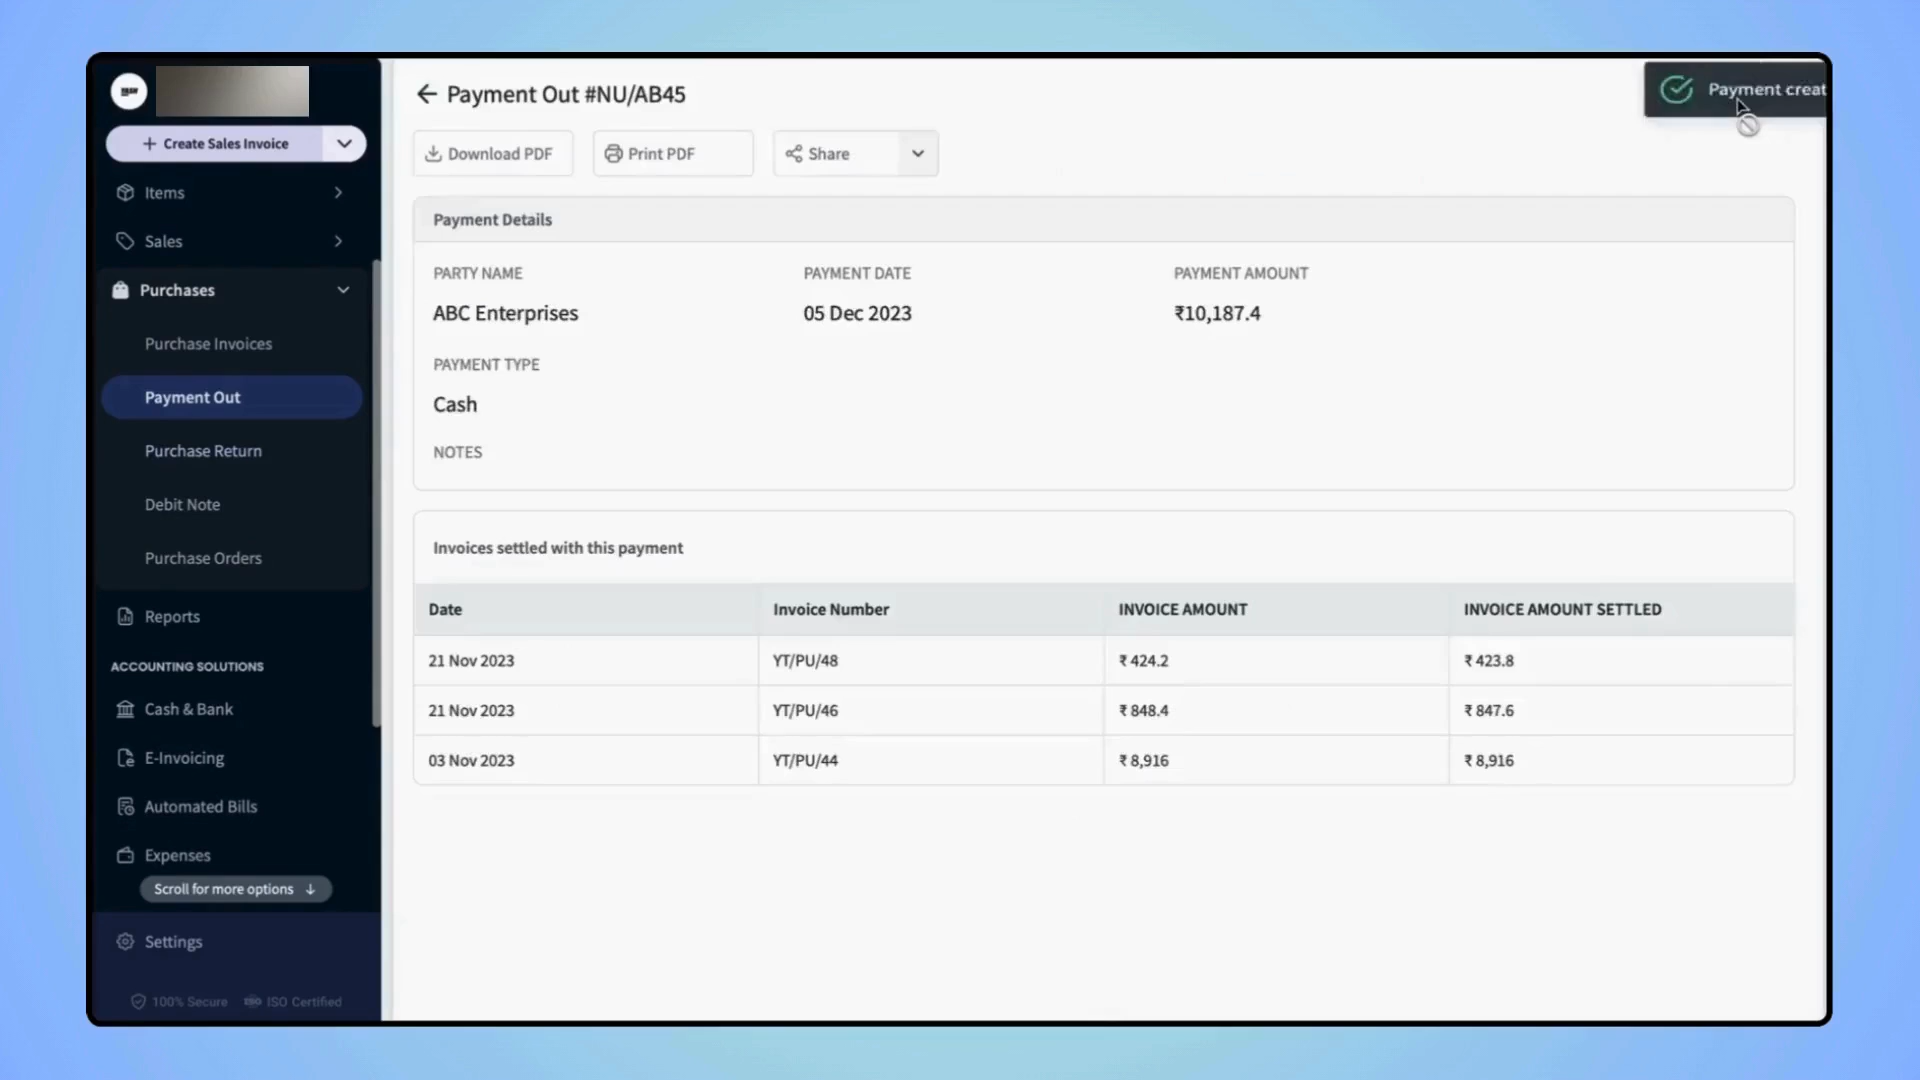 Create Sales Invoice
Items
Sales
Purchases
Purchase Invoices
Payment Out
Purchase Return
Debit Note
Purchase Orders
Reports
ACCOUNTING SOLUTIONS
Cash & Bank
E-Invoicing
Automated Bills
Expenses
Scroll for more options
Settings
100% Secure ISO Certified
Payment Out #NU/AB45
Payment creat
Download PDF Print PDF Share
Payment Details
PARTY NAME PAYMENT DATE PAYMENT AMOUNT
ABC Enterprises 05 Dec 2023 ₹10,187.4
PAYMENT TYPE
Cash
NOTES
Invoices settled with this payment
Date Invoice Number INVOICE AMOUNT INVOICE AMOUNT SETTLED
21 Nov 2023 YT/PU/48 ₹ 424.2 ₹ 423.8
21 Nov 2023 YT/PU/46 ₹ 848.4 ₹ 847.6
03 Nov 2023 YT/PU/44 ₹ 8,916 ₹ 8,916